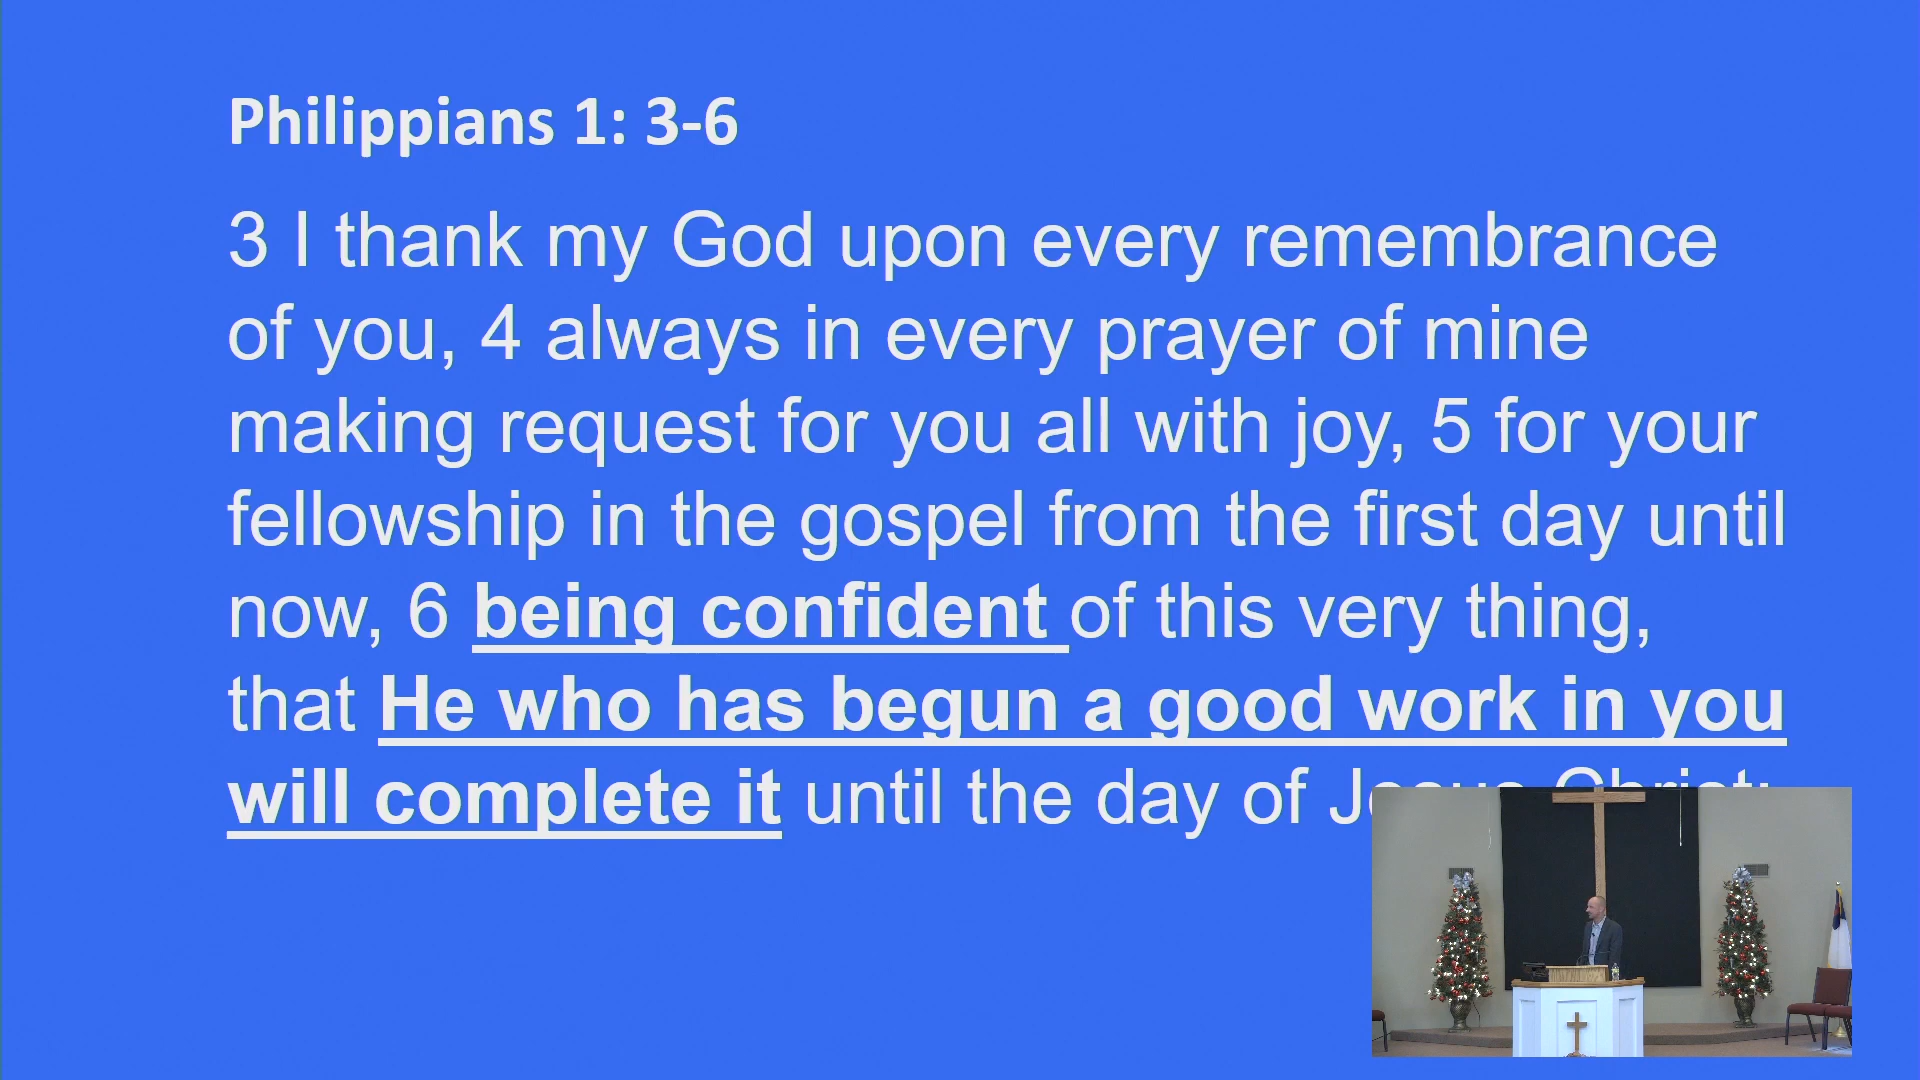 Philippians 1: 3-6
3 I thank my God upon every remembrance
of you, 4 always in every prayer of mine
making request for you all with joy, 5 for your
fellowship in the gospel from the first day until
now, 6 being confident of this very thing,
that He who has begun a good work in you
will complete it until the day of Jesus Christ;